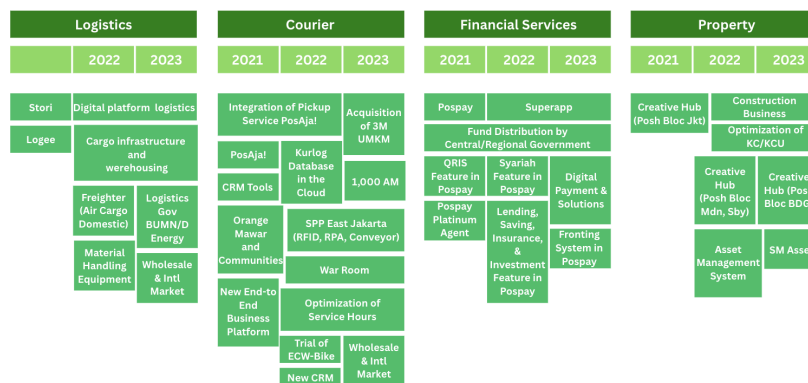 Logistics
2022 2023
Stori
Digital platform logistics
Logee
Cargo infrastructure
and
werehousing
Freighter
(Air Cargo
Domestic)
Logistics
Gov
BUMN/D
Energy
Material
Handling
Equipment
Wholesale
& Intl
Market
Courier
2021 2022 2023
Integration of Pickup
Service PosAja!
Acquisition
of 3M
UMKM
PosAja!
Kurlog
Database
in the
Cloud
CRM Tools
1,000 AM
Orange
Mawar
and
Communities
SPP East Jakarta
(RFID, RPA, Conveyor)
War Room
New End-to
End
Business
Platform
Optimization of
Service Hours
Trial of
ECW-Bike
Wholesale
& Intl
Market
New CRM
Financial Services
2021 2022 2023
Pospay
Superapp
Fund Distribution by
Central/Regional Government
QRIS
Feature in
Pospay
Syariah
Feature in
Pospay
Digital
Payment &
Solutions
Pospay
Platinum
Agent
Lending,
Saving,
Insurance,
&
Investment
Feature in
Pospay
Fronting
System in
Pospay
Property
2021 2022 2023
Creative Hub
(Posh Bloc Jkt)
Construction
Business
Optimization of
KC/KCU
Creative
Hub
(Posh Bloc
Mdn, Sby)
Creative
Hub (Pos
Bloc BDG
Asset
Management
System
SM Asse